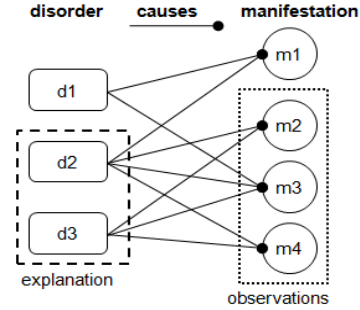 disorder causes manifestation
d1
d2
d3
m1
m2
m3
m4
explanation
observations